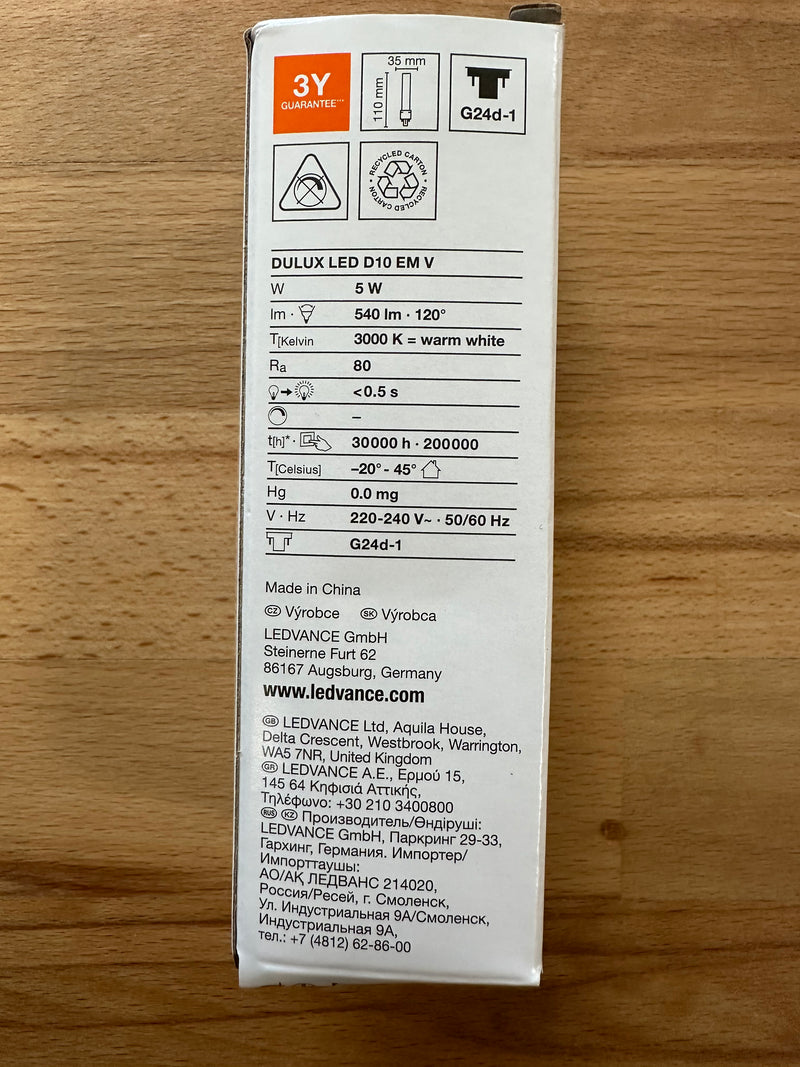 3Y
GUARANTEE***
35 mm
110 mm
G24d-1
RECYCLED CARTON • RECYCLED CARTON •
DULUX LED D10 EM V
W 5 W
lm · 540 lm · 120°
T[Kelvin 3000 K = warm white
Ra 80
<0.5 s
–
t[h]* · 30000 h · 200000
T[Celsius] –20° - 45°
Hg 0.0 mg
V · Hz 220-240 V~ · 50/60 Hz
G24d-1
Made in China
CZ Výrobce SK Výrobca
LEDVANCE GmbH
Steinerne Furt 62
86167 Augsburg, Germany
www.ledvance.com
GB LEDVANCE Ltd, Aquila House,
Delta Crescent, Westbrook, Warrington,
WA5 7NR, United Kingdom
GR LEDVANCE A.E., Ερμού 15,
145 64 Κηφισιά Αττικής,
Τηλέφωνο: +30 210 3400800
RUS KZ Производитель/Өндіруші:
LEDVANCE GmbH, Паркринг 29-33,
Гархинг, Германия. Импортер/
Импорттаушы:
АО/АҚ ЛЕДВАНС 214020,
Россия/Ресей, г. Смоленск,
Ул. Индустриальная 9А/Смоленск,
Индустриальная 9А,
тел.: +7 (4812) 62-86-00